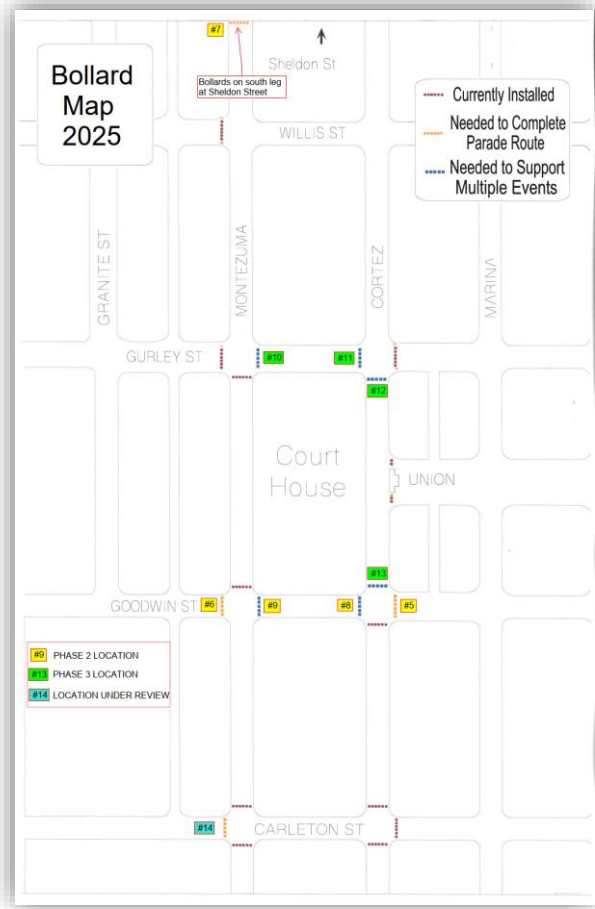 #7
Bollard
Map
2025
Sheldon St
Bollards on south leg
at Sheldon Street
Currently Installed
Needed to Complete
Parade Route
Needed to Support
Multiple Events
WILLIS ST
GRANITE ST
MONTEZUMA
CORTEZ
MARINA
GURLEY ST
#10
#11
#12
Court
House
UNION
#13
GOODWIN ST
#6
#9
#8
#5
#9 PHASE 2 LOCATION
#13 PHASE 3 LOCATION
#14 LOCATION UNDER REVIEW
#14
CARLETON ST